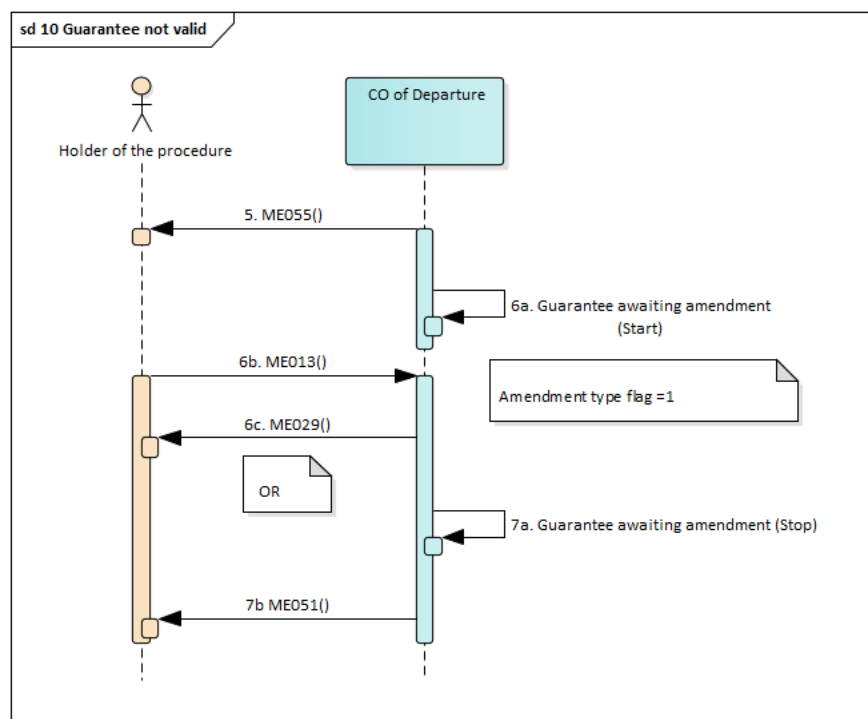 sd 10 Guarantee not valid
CO of Departure
Holder of the procedure
5. ME055()
6a. Guarantee awaiting amendment
(Start)
6b. ME013()
Amendment type flag =1
6c. ME029()
OR
7a. Guarantee awaiting amendment (Stop)
7b ME051()